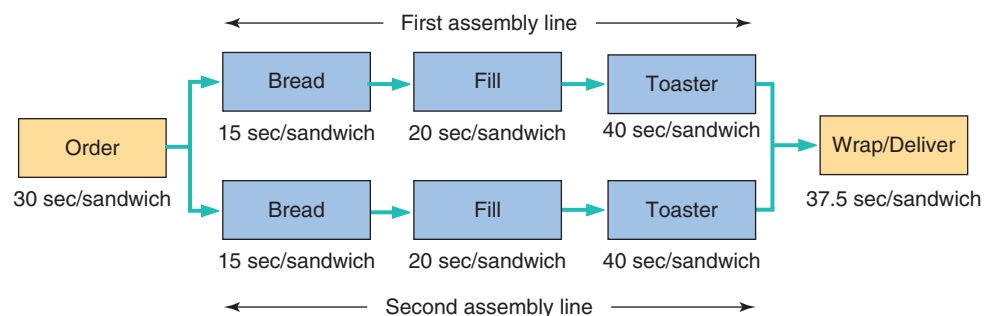 First assembly line
Bread
Fill
Toaster
15 sec/sandwich
20 sec/sandwich
40 sec/sandwich
Order
30 sec/sandwich
Wrap/Deliver
37.5 sec/sandwich
Bread
Fill
Toaster
15 sec/sandwich
20 sec/sandwich
40 sec/sandwich
Second assembly line